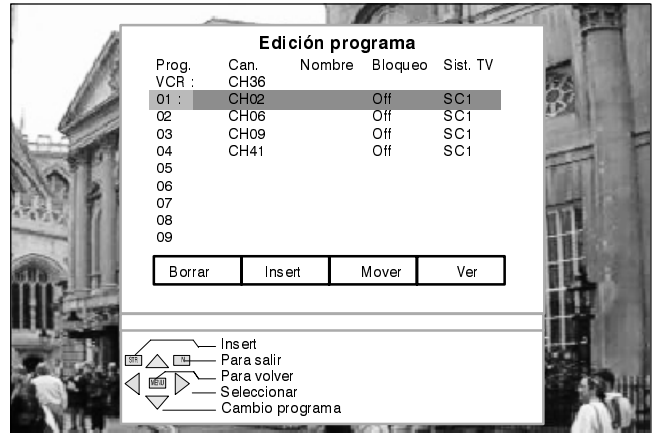 Edición programa
Prog. Can. Nombre Bloqueo Sist. TV
VCR : CH36
01 : CH02 Off SC1
02 CH06 Off SC1
03 CH09 Off SC1
04 CH41 Off SC1
05
06
07
08
09
Borrar Insert Mover Ver
Insert
STR N Para salir
MENU Para volver
Seleccionar
Cambio programa